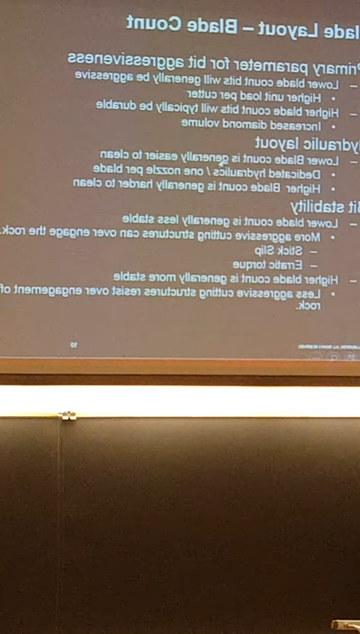 Blade Layout – Blade Count
Primary parameter for bit aggressiveness
– Lower blade count bits will generally be aggressive
• Higher unit load per cutter
– Higher blade count bits will typically be durable
• Increased diamond volume
Hydraulic layout
– Lower Blade count is generally easier to clean
• Dedicated hydraulics / one nozzle per blade
• Higher Blade count is generally harder to clean
Bit stability
– Lower blade count is generally less stable
• More aggressive cutting structures can over engage the rock.
– Stick Slip
– Erratic torque
– Higher blade count is generally more stable
• Less aggressive cutting structures resist over engagement of
rock.
10